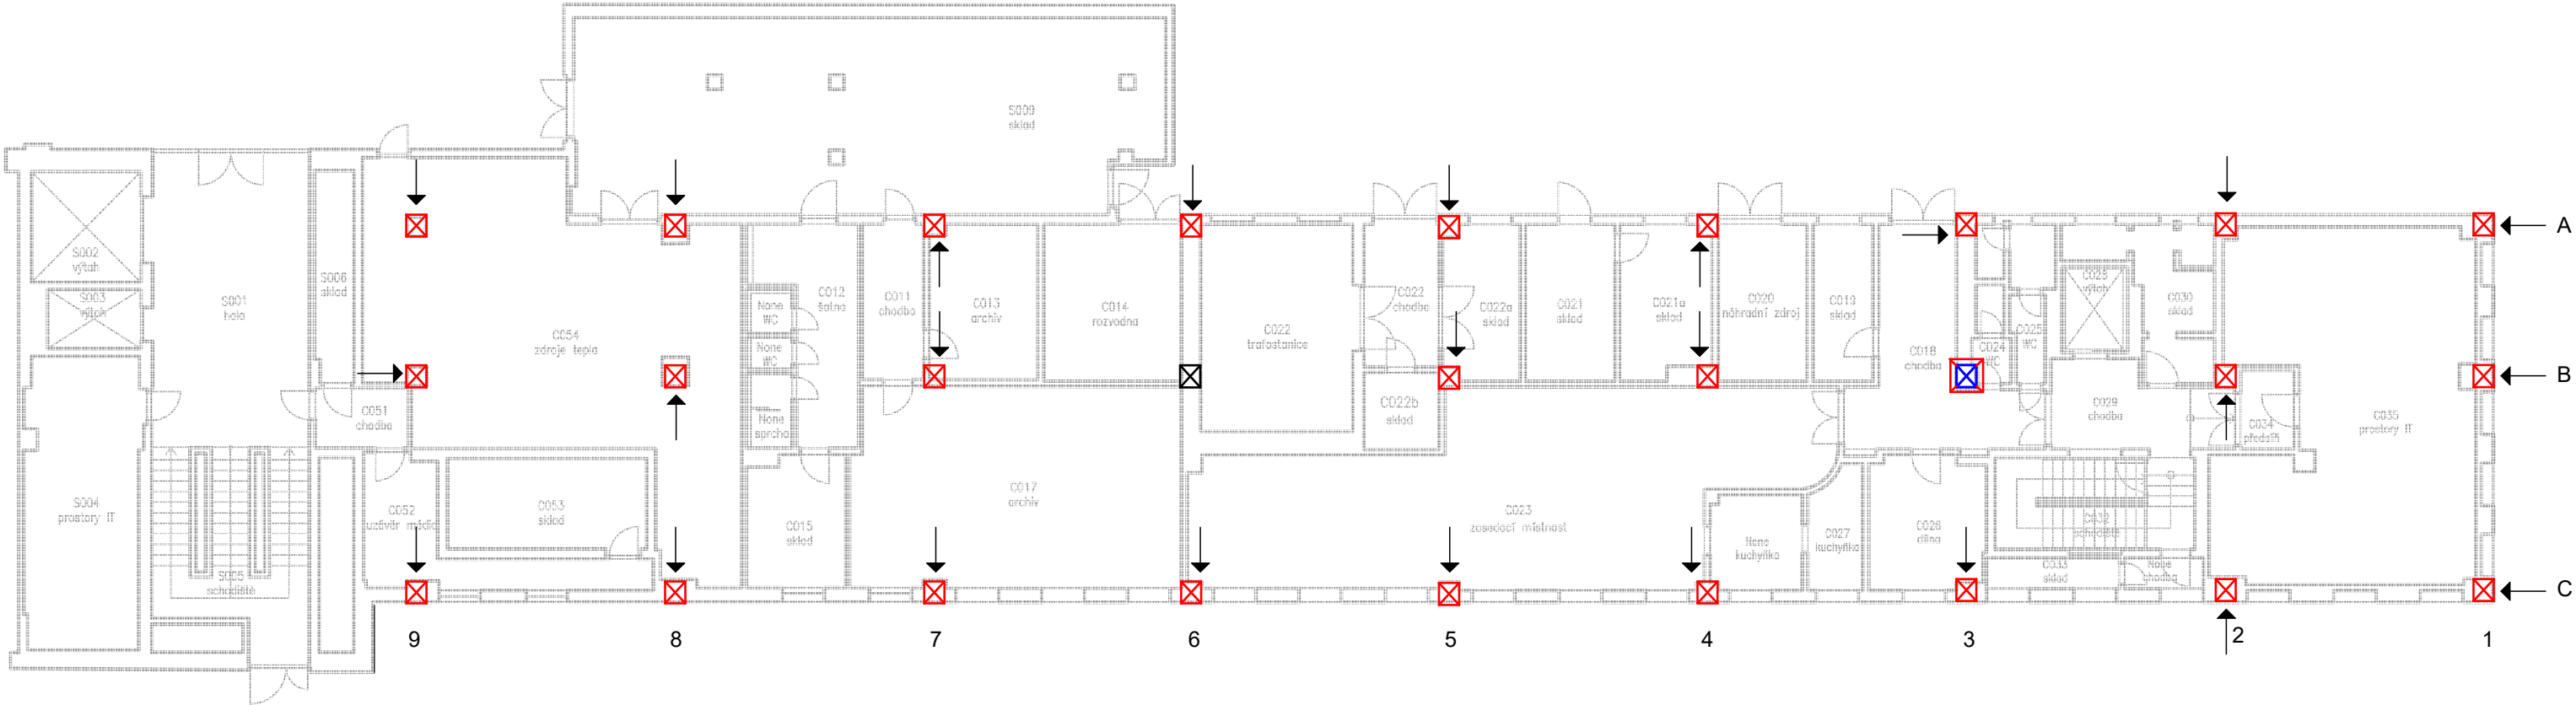 S009
sklad
S002
výtah
S003
výtah
S001
hala
S006
sklad
C054
zdroje tepla
None
WC
None
WC
None
sprcha
C012
šatna
C011
chodba
C013
archiv
C014
rozvodna
C022
trafostanice
C022
chodba
C022a
sklad
C021
sklad
C021a
sklad
C020
náhradní zdroj
C019
sklad
C018
chodba
C024
WC
C025
WC
C028
výtah
C030
sklad
A
B
C022b
sklad
C051
chodba
C029
chodba
C034
předsíň
C035
prostory IT
S004
prostory IT
C052
uzávěr médií
C053
sklad
C017
archiv
C015
sklad
C023
zasedací místnost
None
kuchyňka
C027
kuchyňka
C026
dílna
C032
schodiště
C033
sklad
Nobe
chodba
S005
schodiště
C
9
8
7
6
5
4
3
2
1